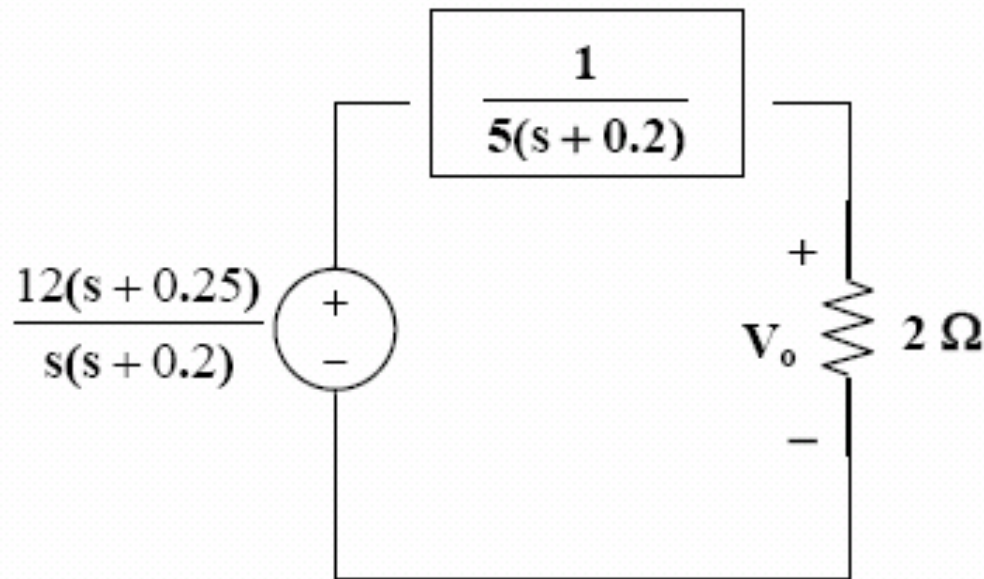 1
5(s + 0.2)
12(s + 0.25)
s(s + 0.2)
+
−
+
V₀
−
2 Ω